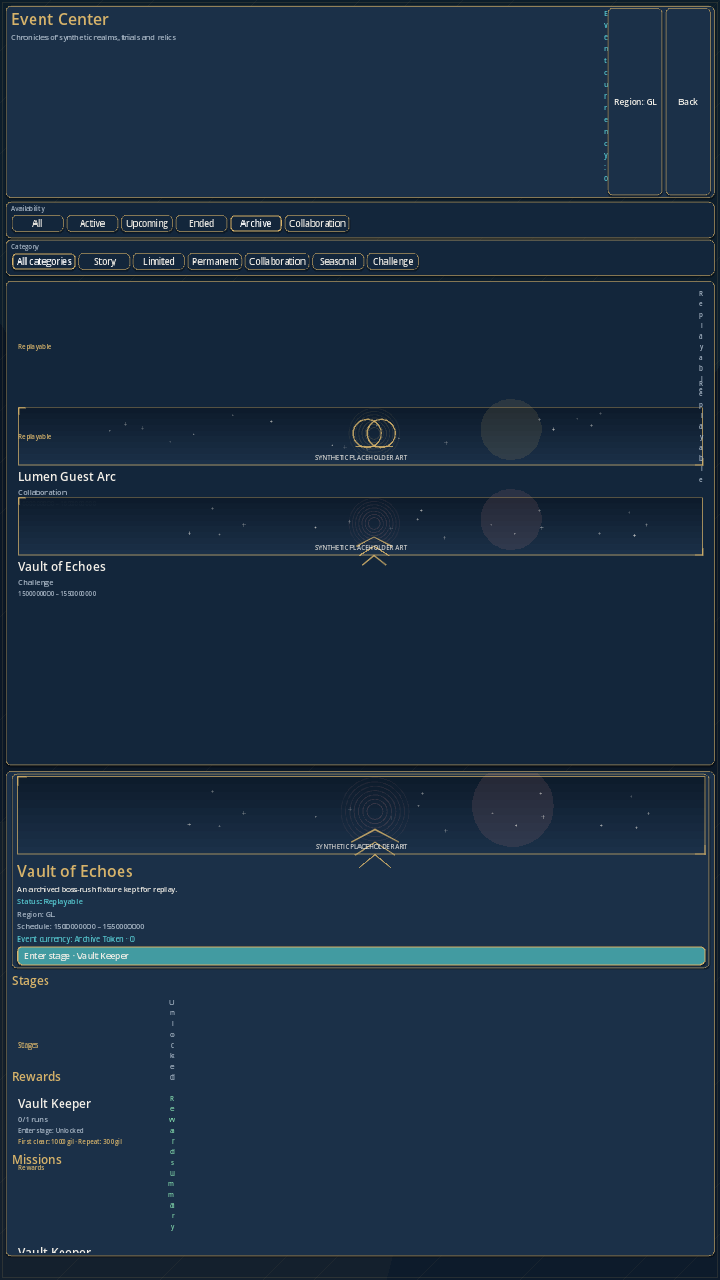 Event Center
Chronicles of synthetic realms, trials and relics
Event currency: 0
Region: GL
Back
Availability
All
Active
Upcoming
Ended
Archive
Collaboration
Category
All categories
Story
Limited
Permanent
Collaboration
Seasonal
Challenge
Replayable
Replayable
Replayable
Replayable
SYNTHETIC PLACEHOLDER ART
Lumen Guest Arc
Collaboration
SYNTHETIC PLACEHOLDER ART
Vault of Echoes
Challenge
1500000000 – 1550000000
SYNTHETIC PLACEHOLDER ART
Vault of Echoes
An archived boss-rush fixture kept for replay.
Status: Replayable
Region: GL
Schedule: 1500000000 – 1550000000
Event currency: Archive Token · 0
Enter stage · Vault Keeper
Stages
Unlocked
Stages
Rewards
Reward summary
Vault Keeper
0/1 runs
Enter stage: Unlocked
First clear: 1000 gil · Repeat: 300 gil
Missions
Rewards
Vault Keeper